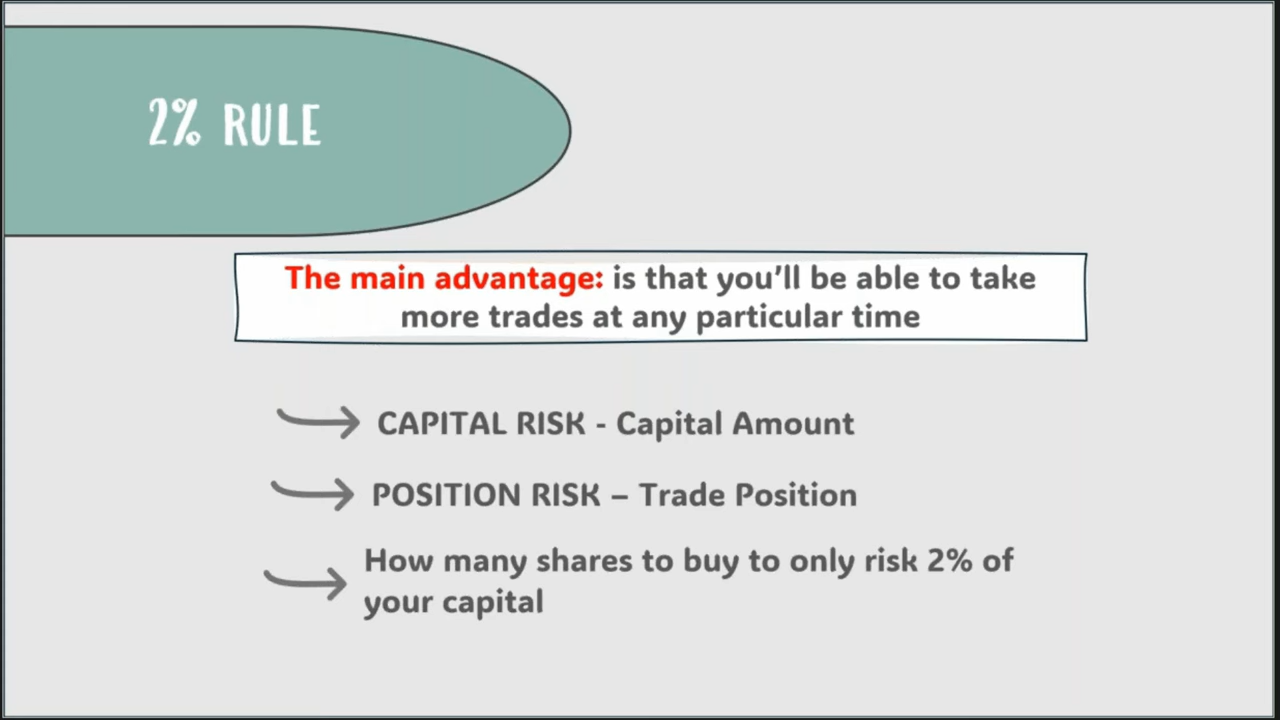 2% RULE
The main advantage: is that you'll be able to take
more trades at any particular time
CAPITAL RISK - Capital Amount
POSITION RISK – Trade Position
How many shares to buy to only risk 2% of
your capital